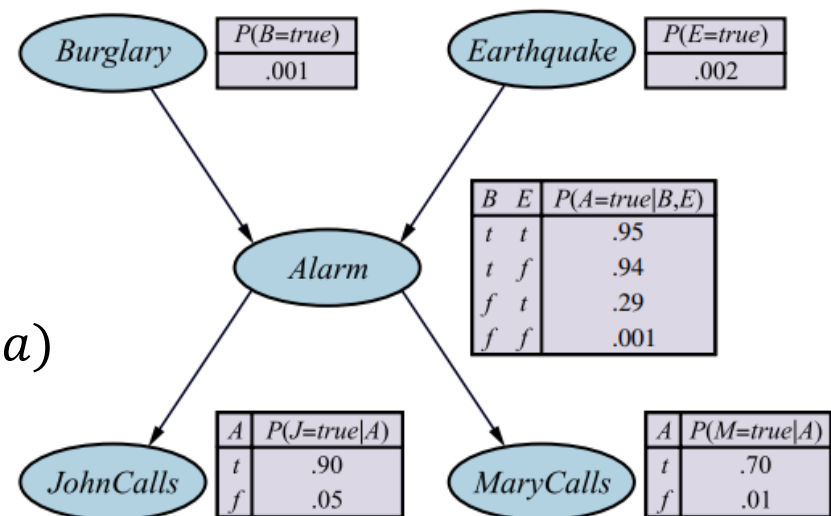 Burglary
P(B=true)
.001
Earthquake
P(E=true)
.002
B E P(A=true|B,E)
t t .95
t f .94
f t .29
f f .001
Alarm
a)
JohnCalls
A P(J=true|A)
t .90
f .05
MaryCalls
A P(M=true|A)
t .70
f .01